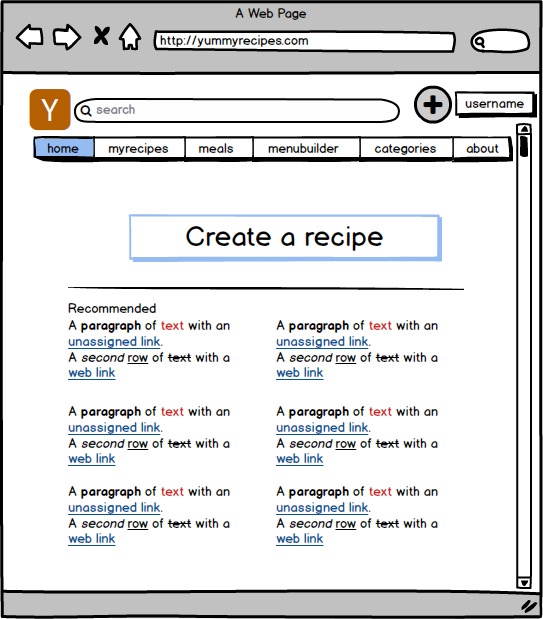 A Web Page
http://yummyrecipes.com
Y
search
username
home myrecipes meals menubuilder categories about
Create a recipe
Recommended
A paragraph of text with an
unassigned link.
A second row of text with a
web link
A paragraph of text with an
unassigned link.
A second row of text with a
web link
A paragraph of text with an
unassigned link.
A second row of text with a
web link
A paragraph of text with an
unassigned link.
A second row of text with a
web link
A paragraph of text with an
unassigned link.
A second row of text with a
web link
A paragraph of text with an
unassigned link.
A second row of text with a
web link